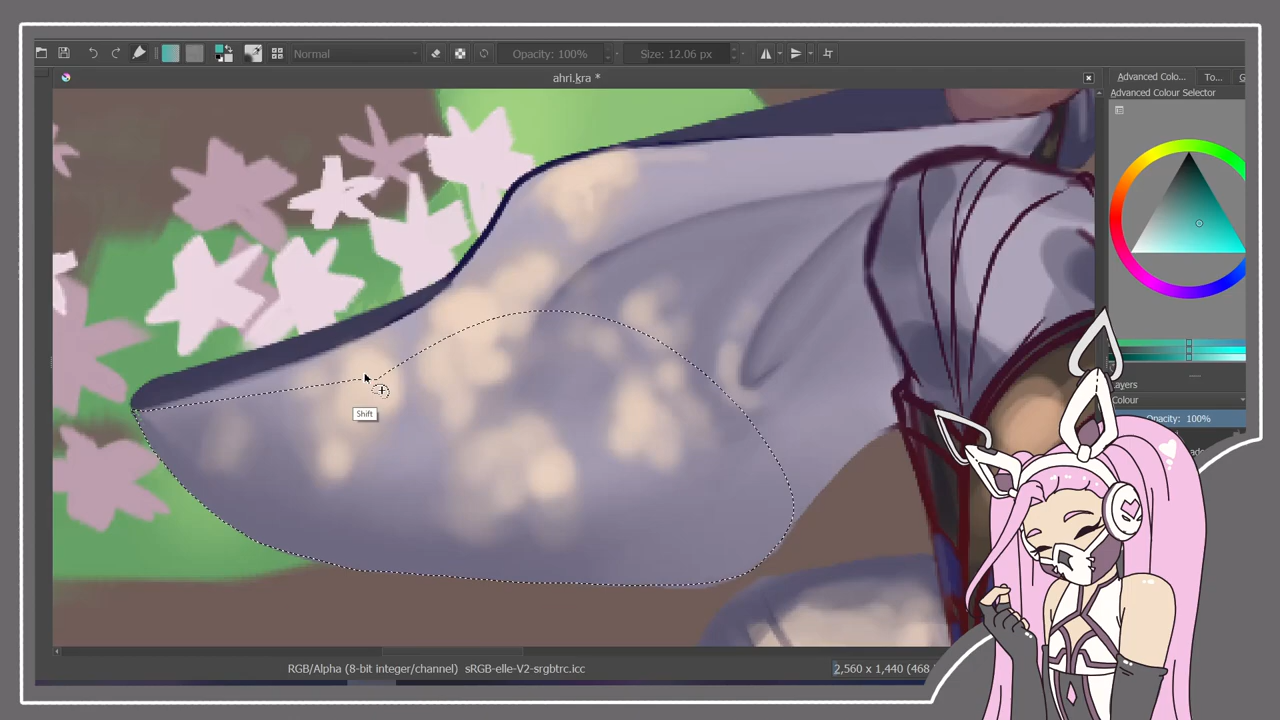 Normal
Opacity: 100%
Size: 12.06 px
ahri.kra *
Advanced Colo...
To...
Advanced Colour Selector
Shift
ayers
Colour
Opacity: 100%
RGB/Alpha (8-bit integer/channel) sRGB-elle-V2-srgbtrc.icc
2,560 x 1,440 (468